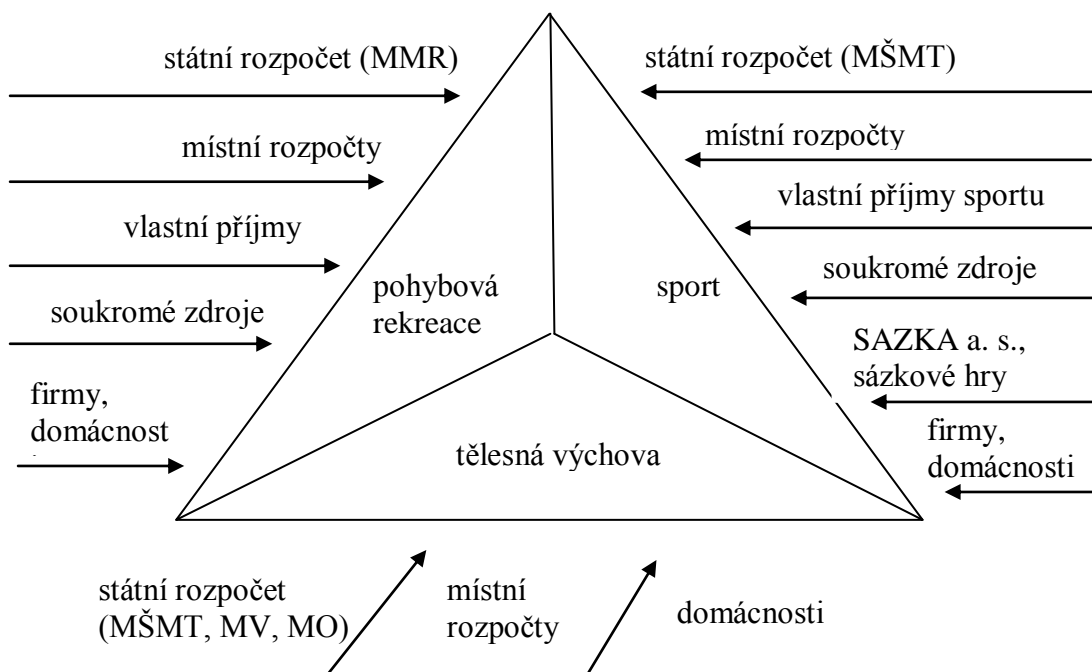 státní rozpočet (MMR)
místní rozpočty
vlastní příjmy
soukromé zdroje
firmy,
domácnost
pohybová
rekreace
sport
tělesná výchova
státní rozpočet (MŠMT)
místní rozpočty
vlastní příjmy sportu
soukromé zdroje
SAZKA a. s.,
sázkové hry
firmy,
domácnosti
státní rozpočet
(MŠMT, MV, MO)
místní
rozpočty
domácnosti